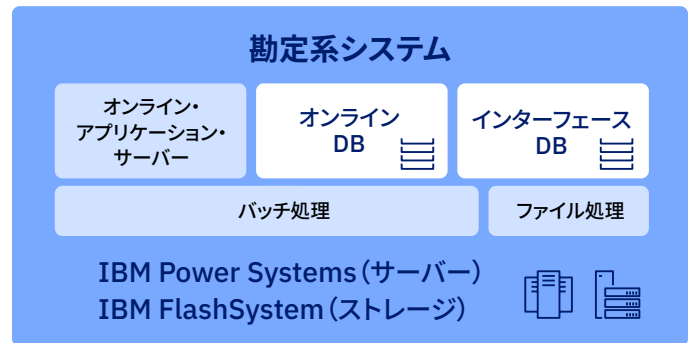 勘定系システム
オンライン・
アプリケーション・
サーバー
オンライン
DB
インターフェース
DB
バッチ処理
ファイル処理
IBM Power Systems（サーバー）
IBM FlashSystem（ストレージ）